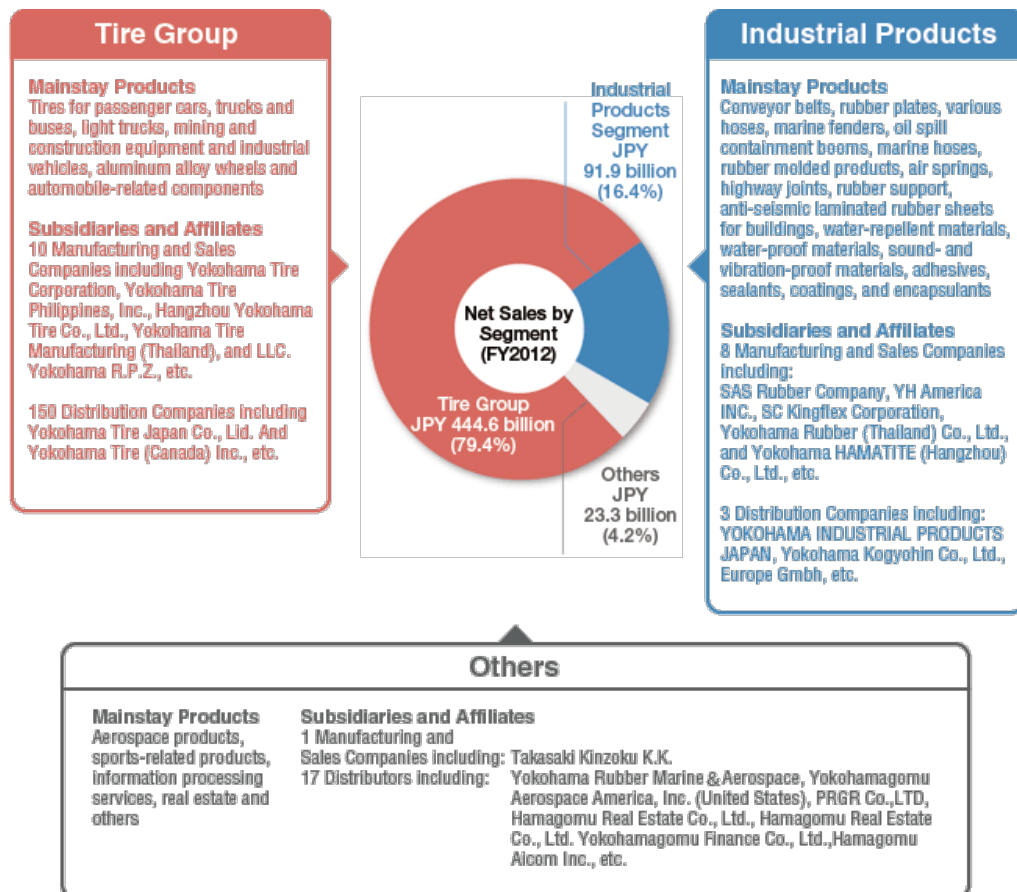 Tire Group
Mainstay Products
Tires for passenger cars, trucks and
buses, light trucks, mining and
construction equipment and industrial
vehicles, aluminum alloy wheels and
automobile-related components
Subsidiaries and Affiliates
10 Manufacturing and Sales
Companies including Yokohama Tire
Corporation, Yokohama Tire
Philippines, Inc., Hangzhou Yokohama
Tire Co., Ltd., Yokohama Tire
Manufacturing (Thailand), and LLC.
Yokohama R.P.Z., etc.
150 Distribution Companies including
Yokohama Tire Japan Co., Lid. And
Yokohama Tire (Canada) Inc., etc.
Industrial
Products
Segment
JPY
91.9 billion
(16.4%)
Net Sales by
Segment
(FY2012)
Tire Group
JPY 444.6 billion
(79.4%)
Others
JPY
23.3 billion
(4.2%)
Industrial Products
Mainstay Products
Conveyor belts, rubber plates, various
hoses, marine fenders, oil spill
containment booms, marine hoses,
rubber molded products, air springs,
highway joints, rubber support,
anti-seismic laminated rubber sheets
for buildings, water-repellent materials,
water-proof materials, sound- and
vibration-proof materials, adhesives,
sealants, coatings, and encapsulants
Subsidiaries and Affiliates
8 Manufacturing and Sales Companies
including:
SAS Rubber Company, YH America
INC., SC Kingflex Corporation,
Yokohama Rubber (Thailand) Co., Ltd.,
and Yokohama HAMATITE (Hangzhou)
Co., Ltd., etc.
3 Distribution Companies including:
YOKOHAMA INDUSTRIAL PRODUCTS
JAPAN, Yokohama Kogyohin Co., Ltd.,
Europe Gmbh, etc.
Others
Mainstay Products
Aerospace products,
sports-related products,
information processing
services, real estate and
others
Subsidiaries and Affiliates
1 Manufacturing and
Sales Companies including: Takasaki Kinzoku K.K.
17 Distributors including: Yokohama Rubber Marine & Aerospace, Yokohamagomu
Aerospace America, Inc. (United States), PRGR Co.,LTD,
Hamagomu Real Estate Co., Ltd., Hamagomu Real Estate
Co., Ltd. Yokohamagomu Finance Co., Ltd.,Hamagomu
Aicom Inc., etc.